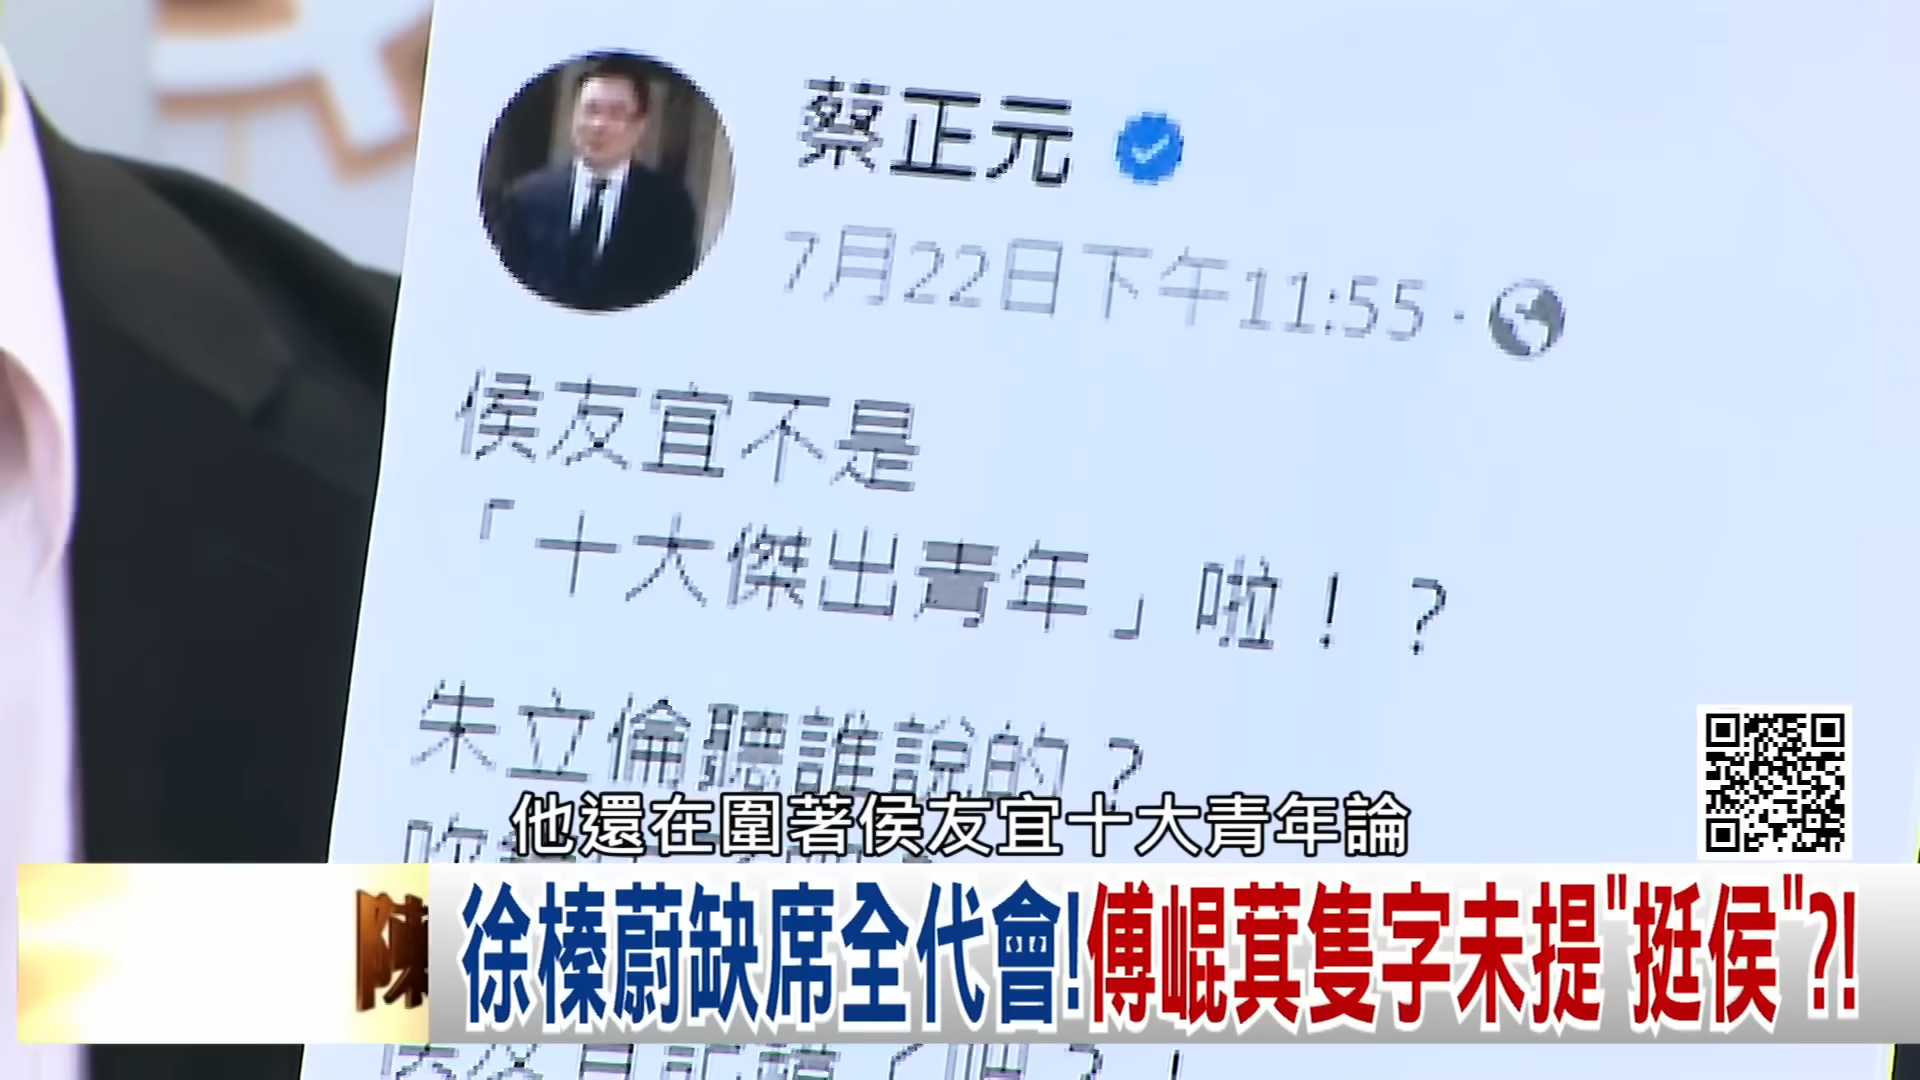 蔡正元
7月22日下午11:55
侯友宜不是
「十大傑出青年」啦！？
朱立倫聽誰說的？
他還在圍著侯友宜十大青年論
陳
徐榛蔚缺席全代會!傅崐萁隻字未提"挺侯"?!